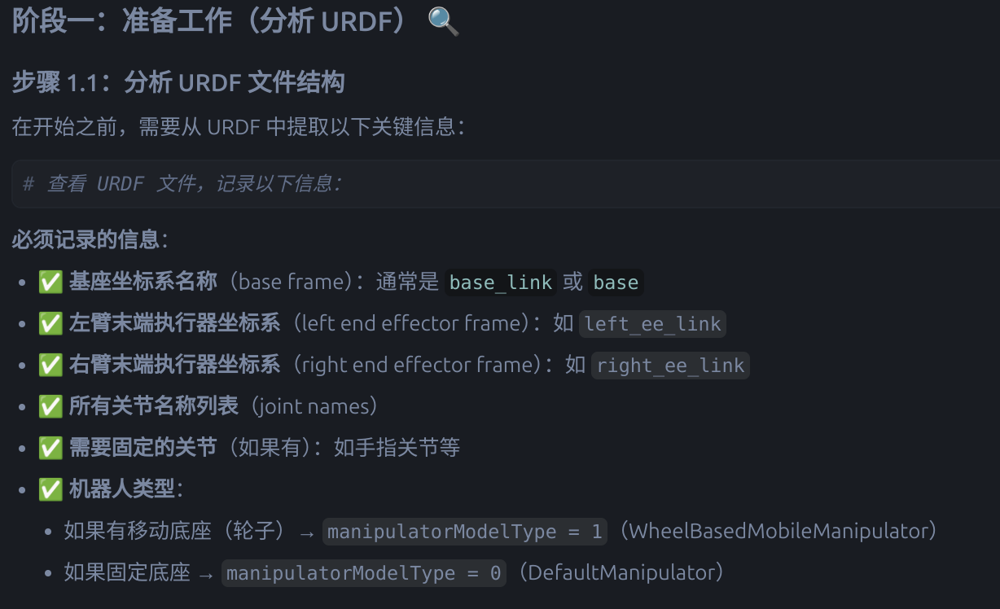 阶段一：准备工作（分析 URDF）🔍
步骤 1.1：分析 URDF 文件结构
在开始之前，需要从 URDF 中提取以下关键信息：
# 查看 URDF 文件，记录以下信息：
必须记录的信息：
• ✅ 基座坐标系名称（base frame）：通常是 base_link 或 base
• ✅ 左臂末端执行器坐标系（left end effector frame）：如 left_ee_link
• ✅ 右臂末端执行器坐标系（right end effector frame）：如 right_ee_link
• ✅ 所有关节名称列表（joint names）
• ✅ 需要固定的关节（如果有）：如手指关节等
• ✅ 机器人类型：
• 如果有移动底座（轮子）→ manipulatorModelType = 1（WheelBasedMobileManipulator）
• 如果固定底座 → manipulatorModelType = 0（DefaultManipulator）